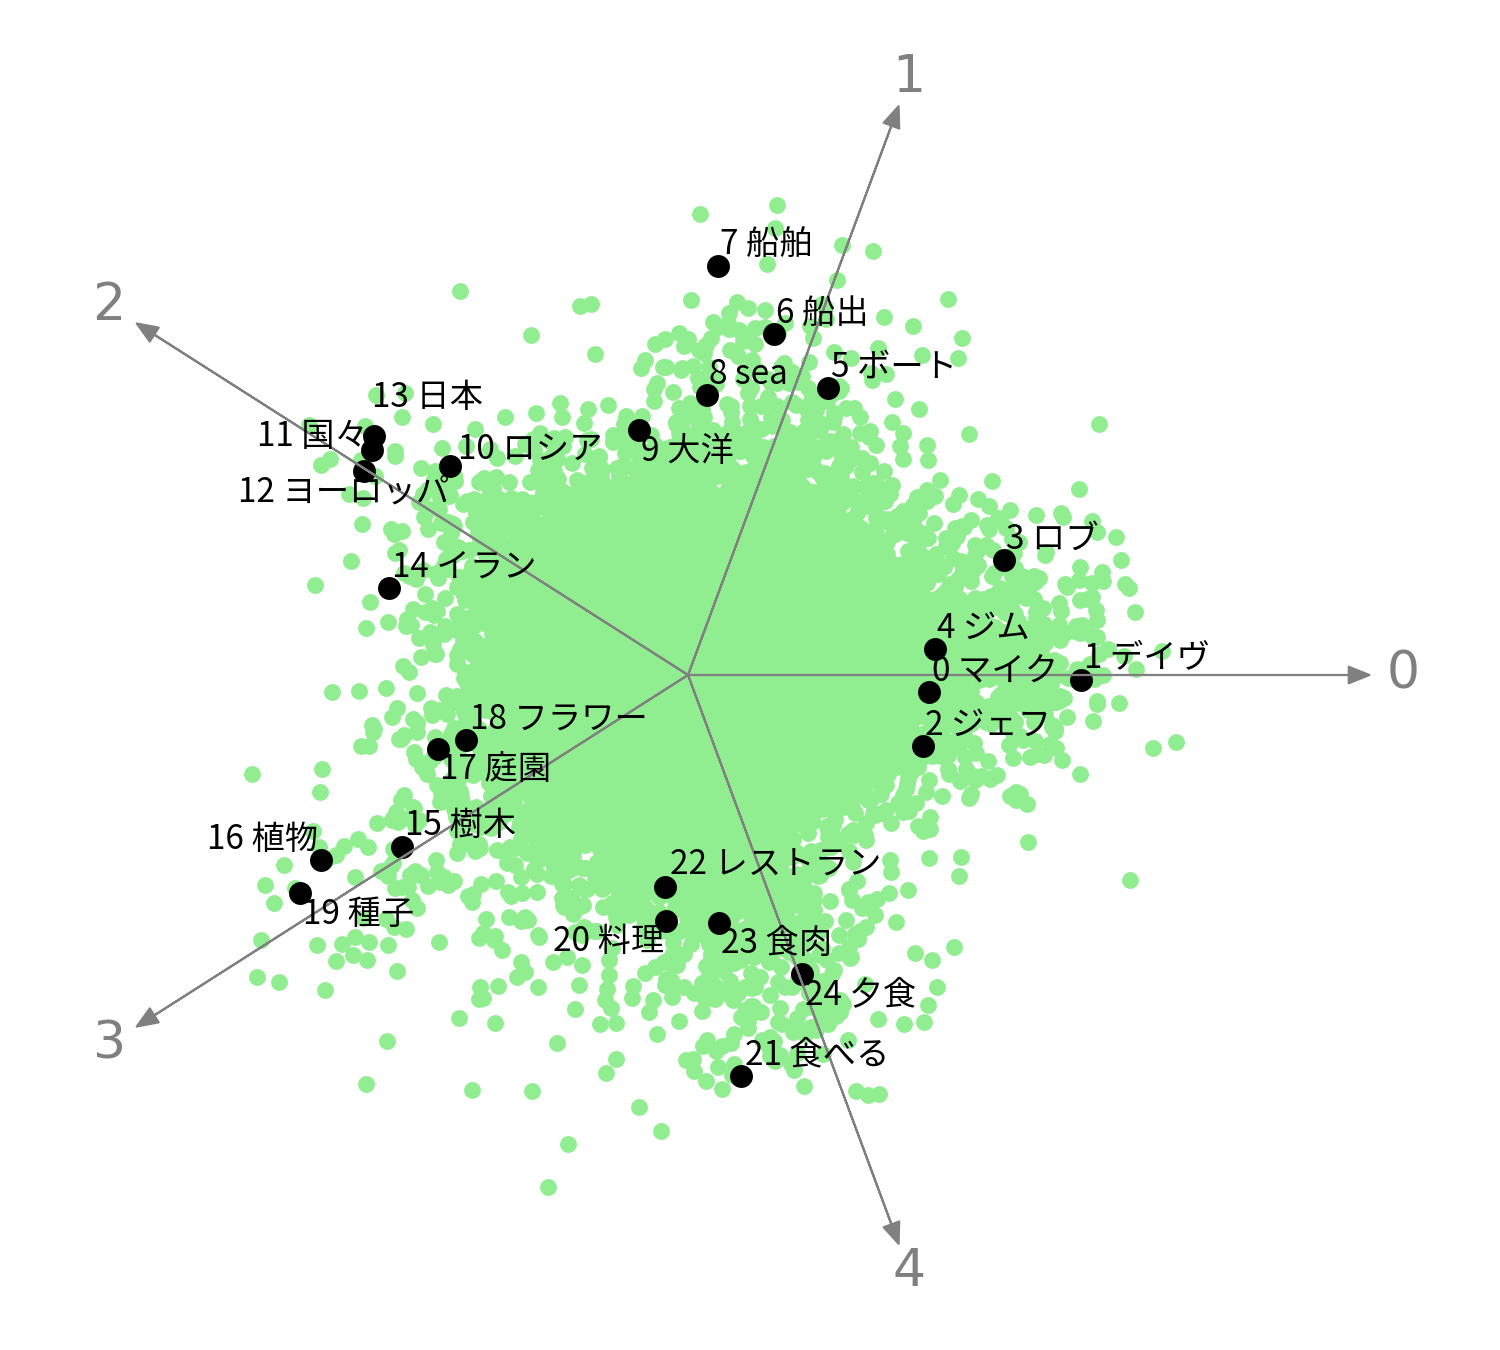 1
7 船舶
2
6 船出
5 ボート
8 sea
13 日本
11 国々
10 ロシア
9 大洋
12 ヨーロッパ
3 ロブ
14 イラン
4 ジム
1 デイヴ
0 マイク
0
18 フラワー
2 ジェフ
17 庭園
15 樹木
16 植物
22 レストラン
19 種子
20 料理
23 食肉
24 夕食
3
21 食べる
4